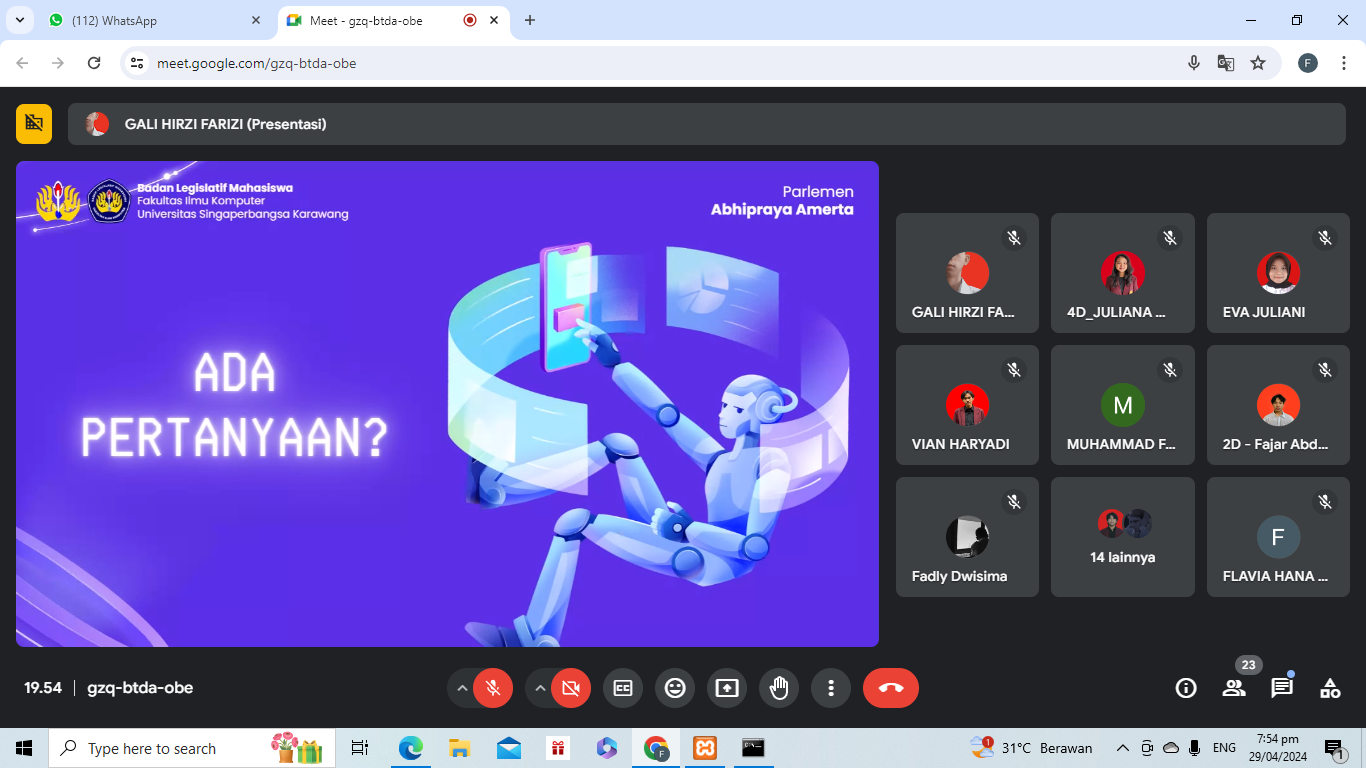 (112) WhatsApp
Meet - gzq-btda-obe
meet.google.com/gzq-btda-obe
F
GALI HIRZI FARIZI (Presentasi)
Badan Legislatif Mahasiswa
Fakultas Ilmu Komputer
Universitas Singaperbangsa Karawang
Parlemen
Abhipraya Amerta
ADA
PERTANYAAN?
GALI HIRZI FA...
4D_JULIANA ...
EVA JULIANI
VIAN HARYADI
M
MUHAMMAD F...
2D - Fajar Abd...
Fadly Dwisima
14 lainnya
F
FLAVIA HANA ...
19.54
gzq-btda-obe
CC
23
Type here to search
F
1
31°C Berawan
ENG
7:54 pm
29/04/2024
1